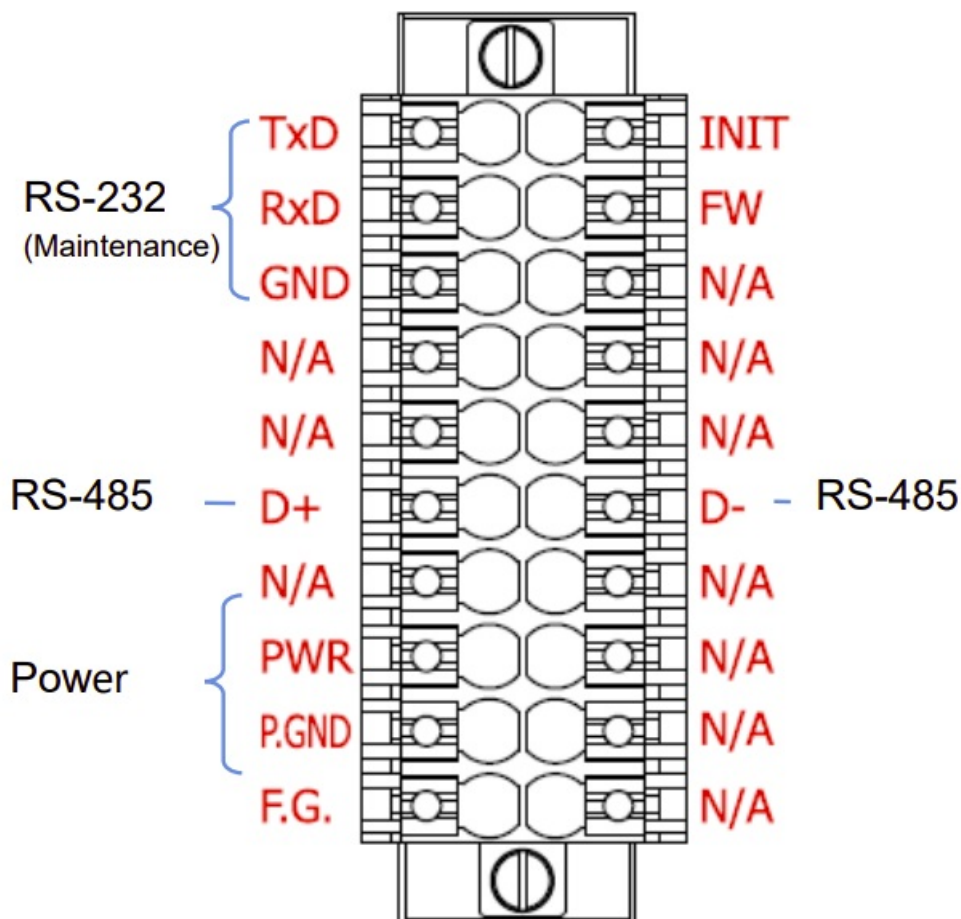 TxD INIT
RS-232 RxD FW
(Maintenance)
GND N/A
N/A N/A
N/A N/A
RS-485 D+ D- RS-485
N/A N/A
Power PWR N/A
P.GND N/A
F.G. N/A